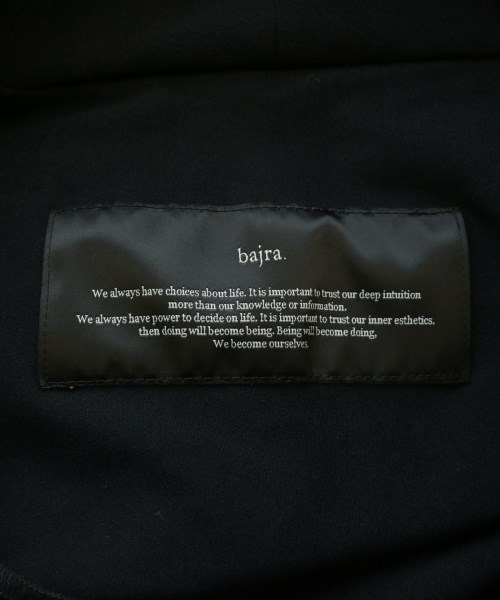 bajra.
We always have choices about life. It is important to trust our deep intuition
more than our knowledge or information.
We always have power to decide on life. It is important to trust our inner esthetics.
then doing will become being. Being will become doing,
We become ourselves